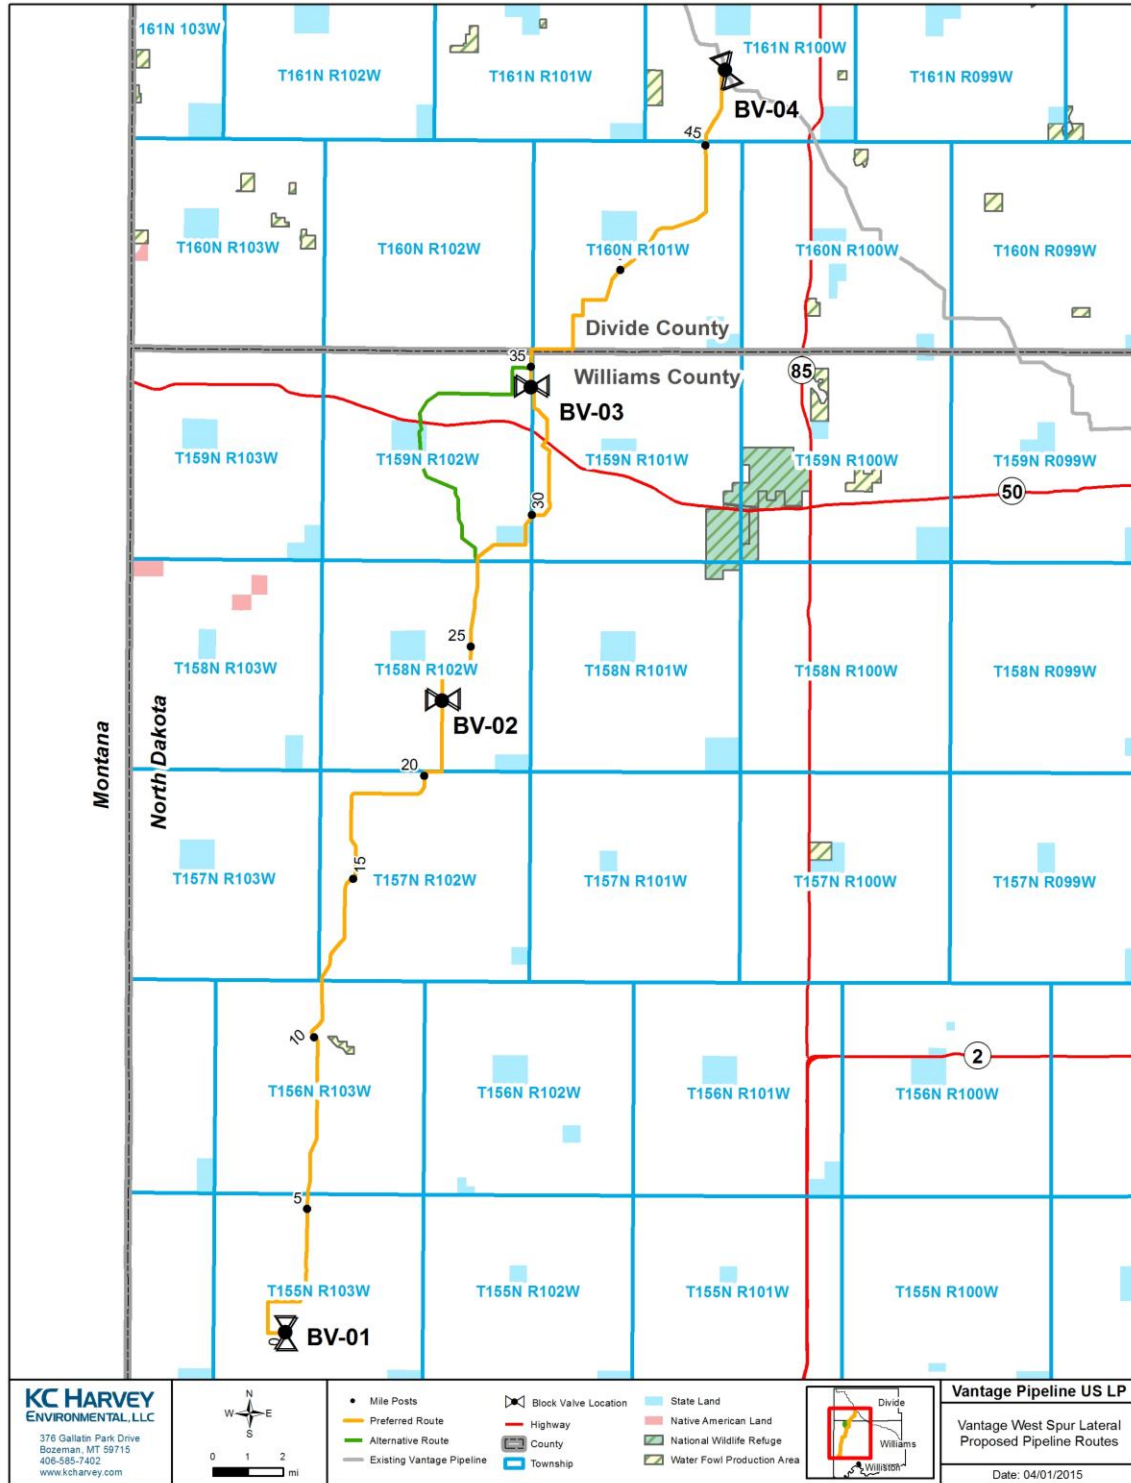 161N 103W
T161N R102W
T161N R101W
T161N R100W
T161N R099W
BV-04
45
T160N R103W
T160N R102W
T160N R101W
T160N R100W
T160N R099W
Divide County
35
Williams County
85
BV-03
T159N R103W
T159N R102W
T159N R101W
T159N R100W
T159N R099W
30
50
25
T158N R103W
T158N R102W
T158N R101W
T158N R100W
T158N R099W
BV-02
Montana
North Dakota
20
15
T157N R103W
T157N R102W
T157N R101W
T157N R100W
T157N R099W
10
2
T156N R103W
T156N R102W
T156N R101W
T156N R100W
5
T155N R103W
T155N R102W
T155N R101W
T155N R100W
BV-01
KC HARVEY
ENVIRONMENTAL, LLC
376 Gallatin Park Drive
Bozeman, MT 59715
406-585-7402
www.kcharvey.com
N
W E
S
0 1 2
mi
Mile Posts
Preferred Route
Alternative Route
Existing Vantage Pipeline
Block Valve Location
Highway
County
Township
State Land
Native American Land
National Wildlife Refuge
Water Fowl Production Area
Divide
Williams
Williston
Vantage Pipeline US LP
Vantage West Spur Lateral
Proposed Pipeline Routes
Date: 04/01/2015